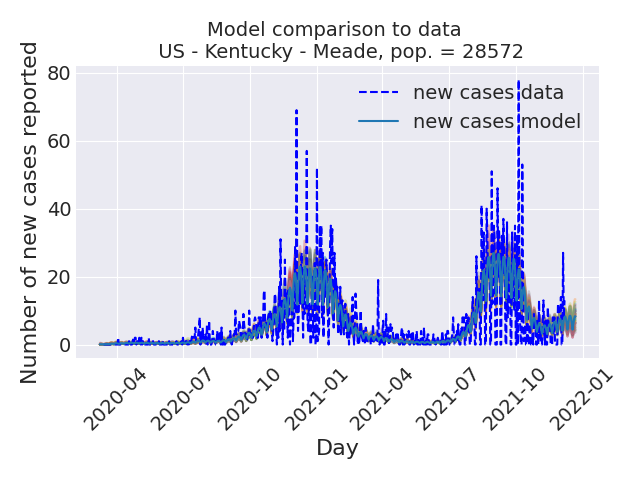 Model comparison to data
US - Kentucky - Meade, pop. = 28572
new cases data
new cases model
Number of new cases reported
80
60
40
20
0
2020-04
2020-07
2020-10
2021-01
2021-04
2021-07
2021-10
2022-01
Day